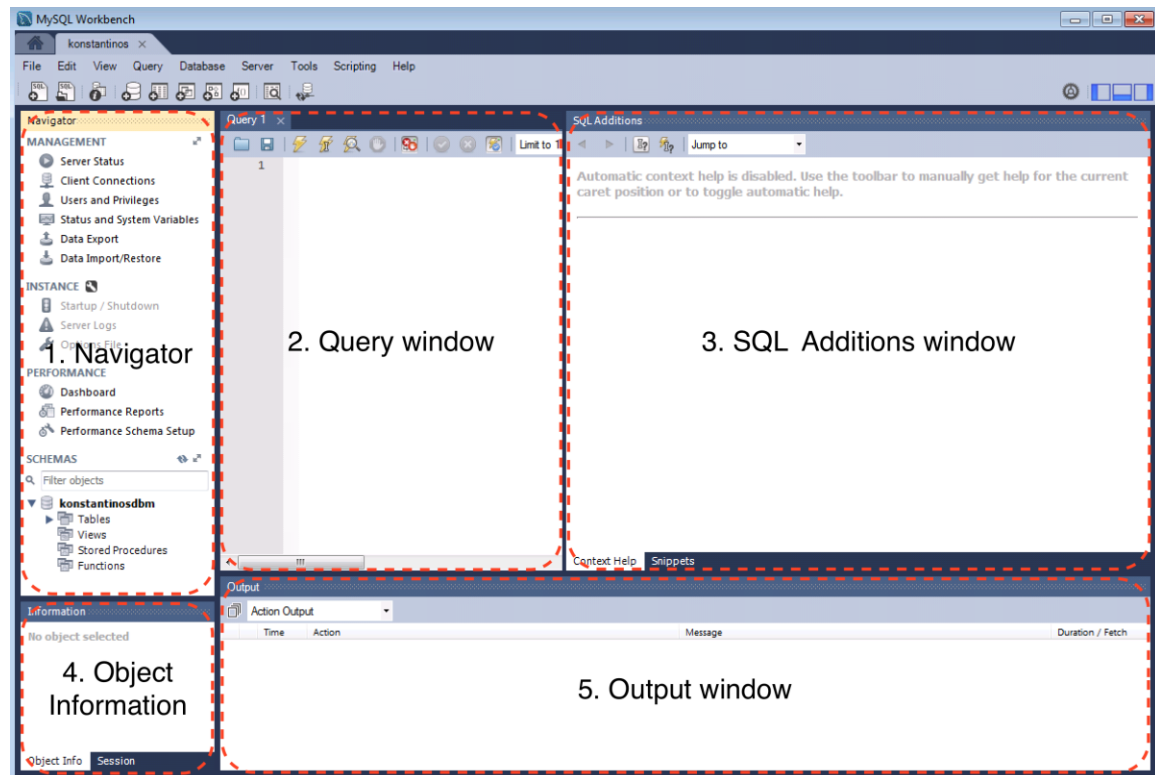 MySQL Workbench
konstantinos ×
File Edit View Query Database Server Tools Scripting Help
Navigator
MANAGEMENT
Server Status
Client Connections
Users and Privileges
Status and System Variables
Data Export
Data Import/Restore
INSTANCE
Startup / Shutdown
Server Logs
Options File
1. Navigator
PERFORMANCE
Dashboard
Performance Reports
Performance Schema Setup
SCHEMAS
Filter objects
konstantinosdbm
Tables
Views
Stored Procedures
Functions
Query 1 ×
Limit to 1
1
2. Query window
SQL Additions
Jump to
Automatic context help is disabled. Use the toolbar to manually get help for the current
caret position or to toggle automatic help.
3. SQL Additions window
Context Help Snippets
Information
No object selected
4. Object
Information
Object Info Session
Output
Action Output
Time Action Message Duration / Fetch
5. Output window